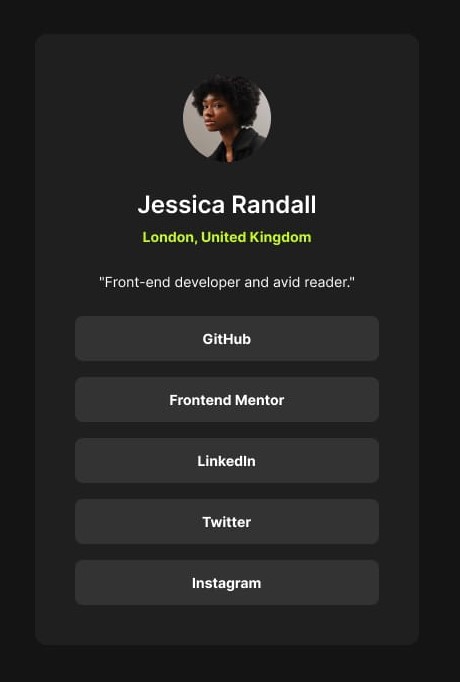 Jessica Randall
London, United Kingdom
"Front-end developer and avid reader."
GitHub
Frontend Mentor
LinkedIn
Twitter
Instagram